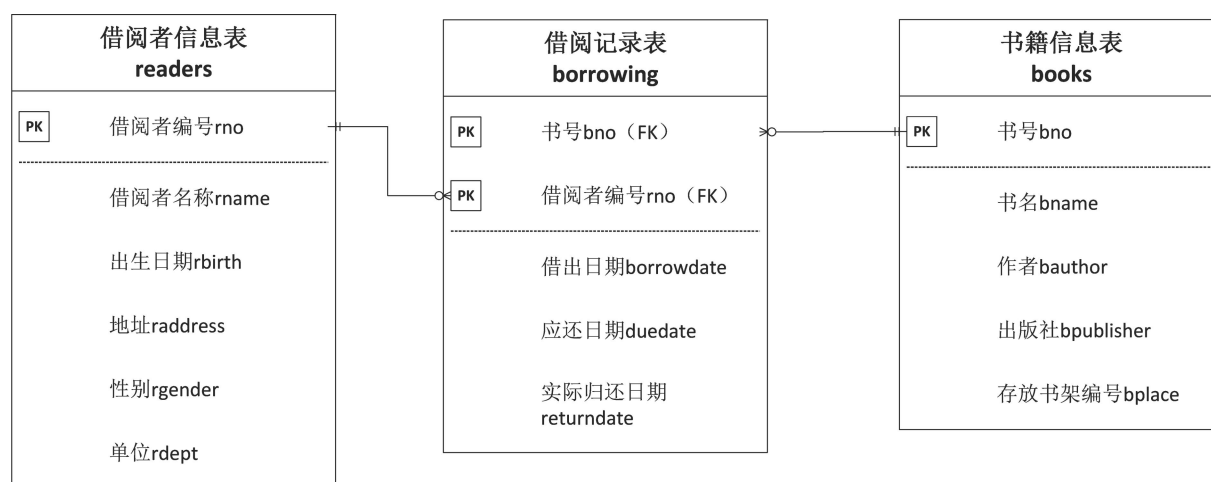 借阅者信息表
readers
PK
借阅者编号rno
借阅者名称rname
出生日期rbirth
地址raddress
性别rgender
单位rdept
借阅记录表
borrowing
PK
书号bno（FK）
PK
借阅者编号rno（FK）
借出日期borrowdate
应还日期duedate
实际归还日期
returndate
书籍信息表
books
PK
书号bno
书名bname
作者bauthor
出版社bpublisher
存放书架编号bplace